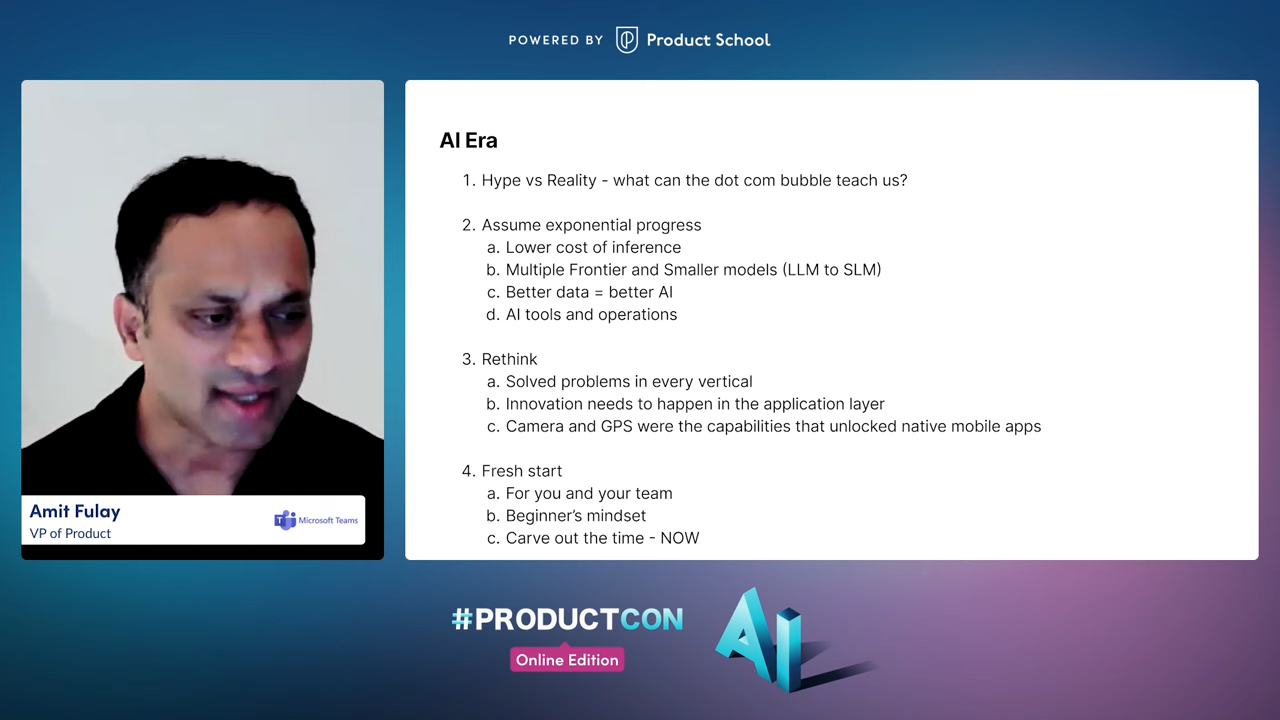 POWERED BY Product School
AI Era
1. Hype vs Reality - what can the dot com bubble teach us?
2. Assume exponential progress
a. Lower cost of inference
b. Multiple Frontier and Smaller models (LLM to SLM)
c. Better data = better AI
d. AI tools and operations
3. Rethink
a. Solved problems in every vertical
b. Innovation needs to happen in the application layer
c. Camera and GPS were the capabilities that unlocked native mobile apps
4. Fresh start
a. For you and your team
b. Beginner’s mindset
c. Carve out the time - NOW
Amit Fulay
VP of Product
T Microsoft Teams
#PRODUCTCON
Online Edition
AI